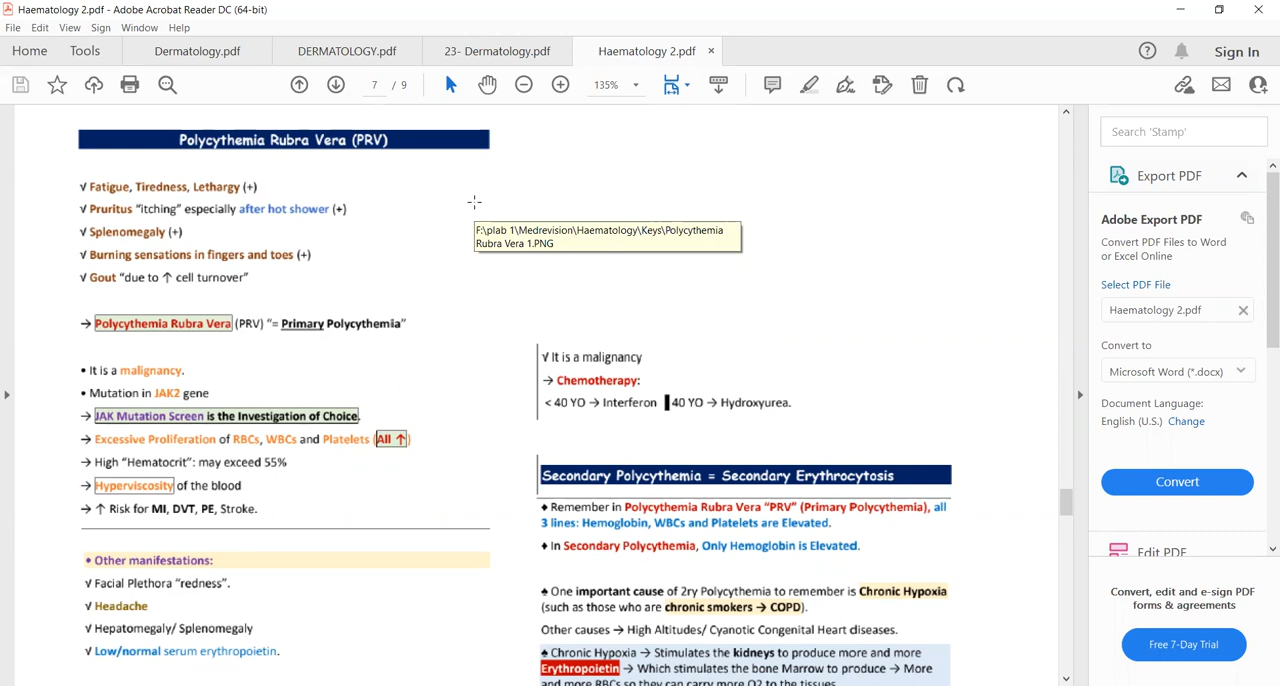 Haematology 2.pdf - Adobe Acrobat Reader DC (64-bit)
File Edit View Sign Window Help
Home Tools Dermatology.pdf DERMATOLOGY.pdf 23- Dermatology.pdf Haematology 2.pdf × Sign In
7 / 9 135%
Polycythemia Rubra Vera (PRV)
√ Fatigue, Tiredness, Lethargy (+)
√ Pruritus “itching” especially after hot shower (+)
√ Splenomegaly (+)
√ Burning sensations in fingers and toes (+)
√ Gout “due to ↑ cell turnover”
→ Polycythemia Rubra Vera (PRV) “= Primary Polycythemia”
• It is a malignancy.
• Mutation in JAK2 gene
→ JAK Mutation Screen is the Investigation of Choice.
→ Excessive Proliferation of RBCs, WBCs and Platelets (All ↑)
→ High “Hematocrit”: may exceed 55%
→ Hyperviscosity of the blood
→ ↑ Risk for MI, DVT, PE, Stroke.
• Other manifestations:
√ Facial Plethora “redness”.
√ Headache
√ Hepatomegaly/ Splenomegaly
√ Low/normal serum erythropoietin.
F:\plab 1\Medrevision\Haematology\Keys\Polycythemia
Rubra Vera 1.PNG
√ It is a malignancy
→ Chemotherapy:
< 40 YO → Interferon ▌40 YO → Hydroxyurea.
Secondary Polycythemia = Secondary Erythrocytosis
♦ Remember in Polycythemia Rubra Vera “PRV” (Primary Polycythemia), all
3 lines: Hemoglobin, WBCs and Platelets are Elevated.
♦ In Secondary Polycythemia, Only Hemoglobin is Elevated.
♠ One important cause of 2ry Polycythemia to remember is Chronic Hypoxia
(such as those who are chronic smokers → COPD).
Other causes → High Altitudes/ Cyanotic Congenital Heart diseases.
♠ Chronic Hypoxia → Stimulates the kidneys to produce more and more
Erythropoietin → Which stimulates the bone Marrow to produce → More
and more RBCs so they can carry more O2 to the tissues
Search 'Stamp'
Export PDF
Adobe Export PDF
Convert PDF Files to Word
or Excel Online
Select PDF File
Haematology 2.pdf
Convert to
Microsoft Word (*.docx)
Document Language:
English (U.S.) Change
Convert
Edit PDF
Convert, edit and e-sign PDF
forms & agreements
Free 7-Day Trial